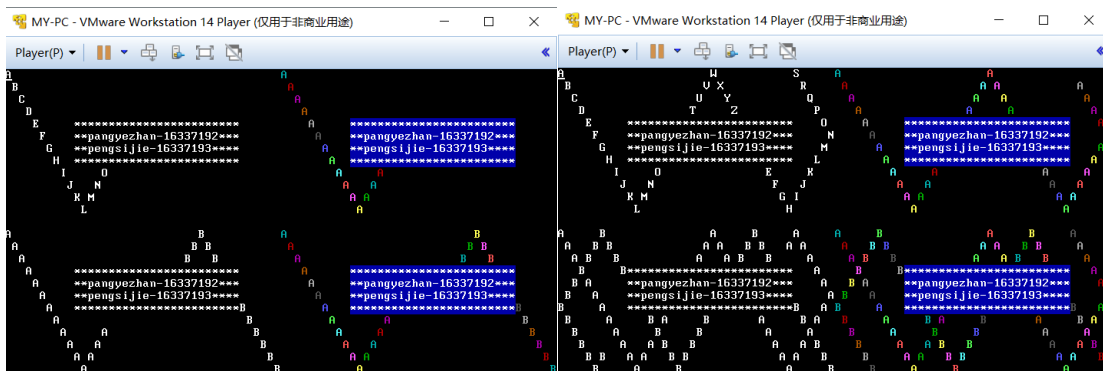 MY-PC - VMware Workstation 14 Player (仅用于非商业用途)
Player(P)
A A
B A
C A
D A
E ************************ A ************************
F **pangyezhan-16337192*** A **pangyezhan-16337192***
G **pengsijie-16337193**** A **pengsijie-16337193****
H ************************ A ************************
I O A A
J N A A
K M A A
L A
A B A B
A B B A B B
A B B A B B
A ************************ A ************************
A **pangyezhan-16337192*** A **pangyezhan-16337192***
A **pengsijie-16337193**** A **pengsijie-16337193****
A ************************B A ************************B
A A B A A B
A A B A A B
A A B A A B
A A B A A B
MY-PC - VMware Workstation 14 Player (仅用于非商业用途)
Player(P)
A W S A A
B V X R A A A A
C U Y Q A A A A
D T Z P A A A A
E ************************ O A ************************ A
F **pangyezhan-16337192*** N A **pangyezhan-16337192*** A
G **pengsijie-16337193**** M A **pengsijie-16337193**** A
H ************************ L A ************************ A
I O E K A A A A
J N F J A A A A
K M G I A A A A
L H A A
************************
**pangyezhan-16337192***
**pengsijie-16337193****
************************
************************
**pangyezhan-16337192***
**pengsijie-16337193****
************************